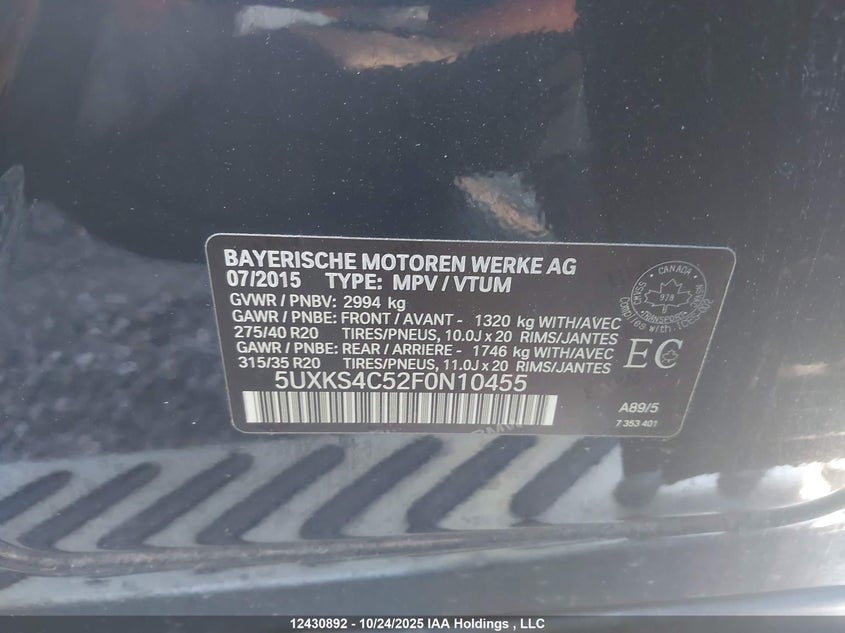 BAYERISCHE MOTOREN WERKE AG
07/2015 TYPE: MPV / VTUM
GVWR / PNBV: 2994 kg
GAWR / PNBE: FRONT / AVANT - 1320 kg WITH/AVEC
275/40 R20 TIRES/PNEUS, 10.0J x 20 RIMS/JANTES
GAWR / PNBE: REAR / ARRIERE - 1746 kg WITH/AVEC
315/35 R20 TIRES/PNEUS, 11.0J x 20 RIMS/JANTES
5UXKS4C52F0N10455
CANADA
EC
A89/5
7 353 401
12430892 - 10/24/2025 IAA Holdings , LLC